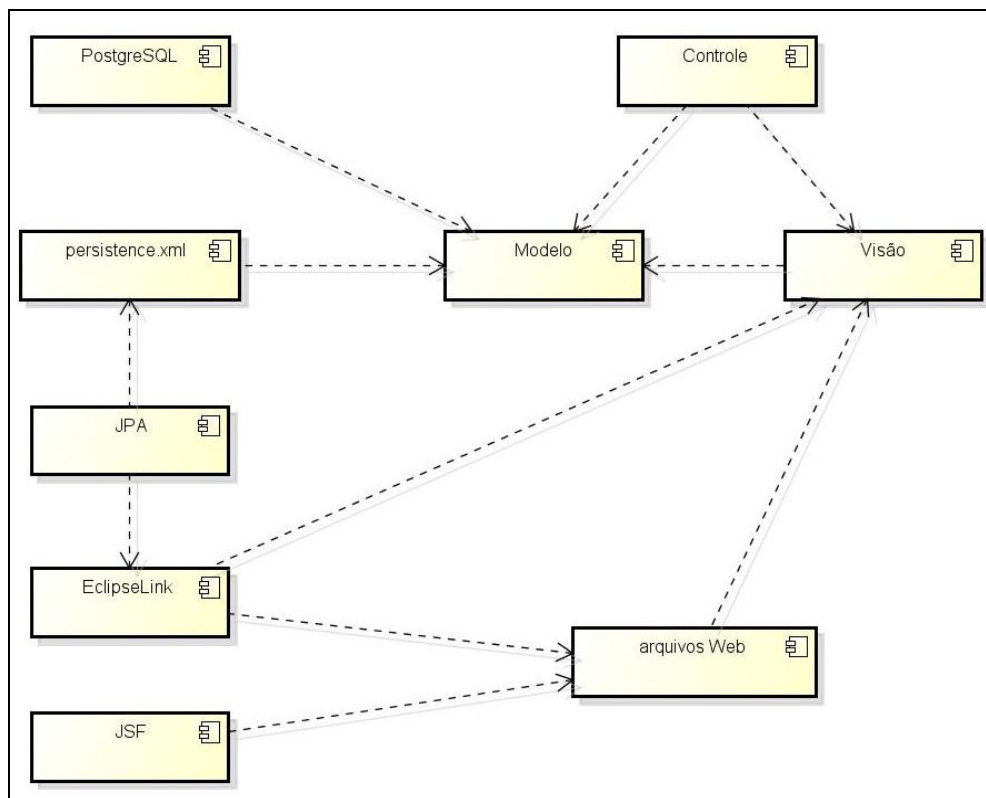 PostgreSQL
Controle
persistence.xml
Modelo
Visão
JPA
EclipseLink
arquivos Web
JSF